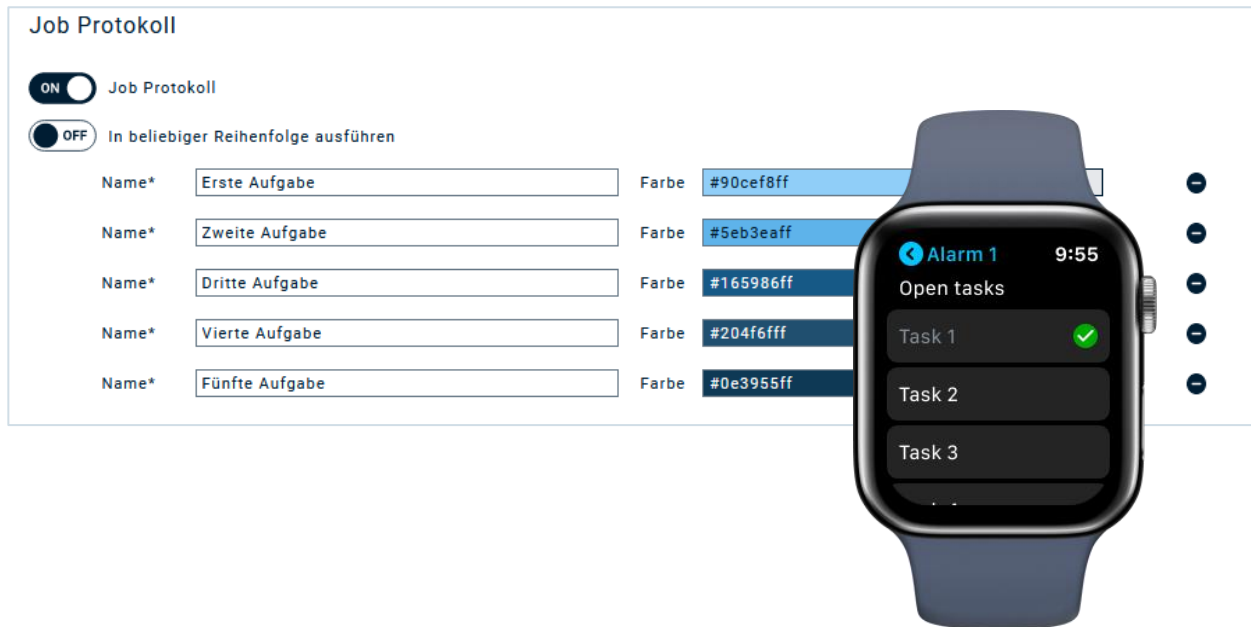 Job Protokoll
ON Job Protokoll
OFF In beliebiger Reihenfolge ausführen
Name* Erste Aufgabe Farbe #90cef8ff
Name* Zweite Aufgabe Farbe #5eb3eaff
Name* Dritte Aufgabe Farbe #165986ff
Name* Vierte Aufgabe Farbe #204f6fff
Name* Fünfte Aufgabe Farbe #0e3955ff
Alarm 1 9:55
Open tasks
Task 1
Task 2
Task 3